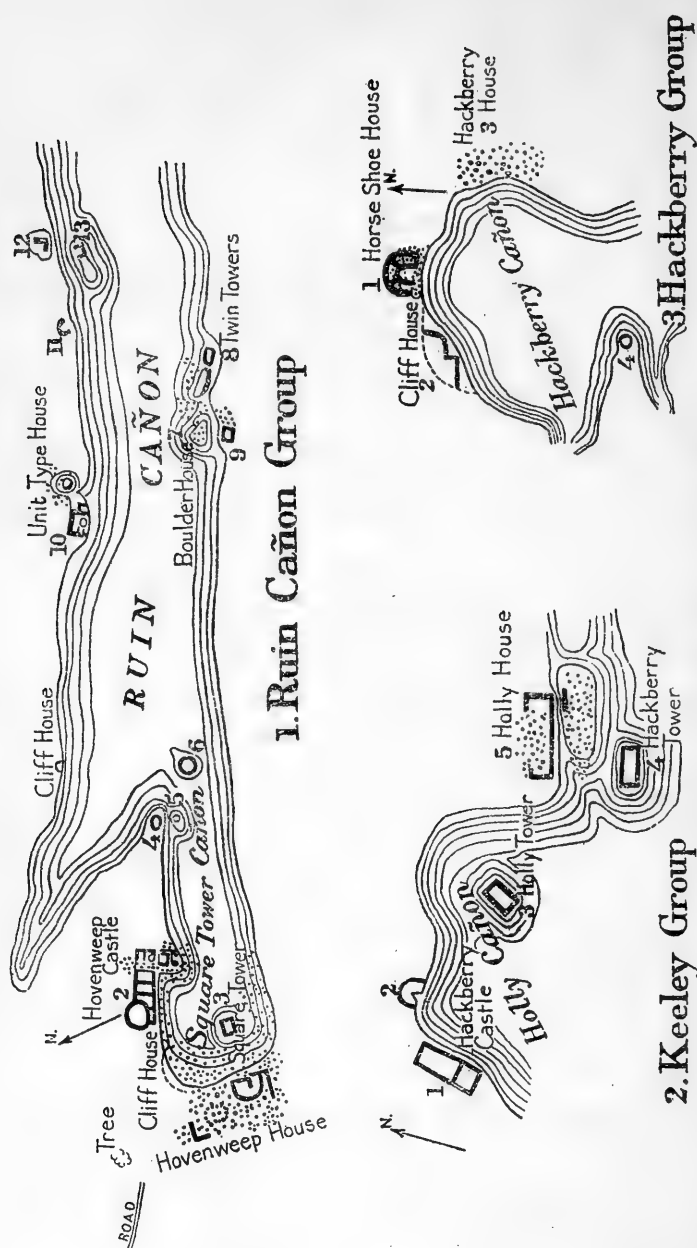 ROAD
Tree
N.
Hovenweep House
Hovenweep
Castle
2
Cliff House
Square Tower Cañon
3
Square Tower
4
5
6
Cliff House
RUIN CAÑON
Unit Type House
10
11
12
13
Boulder House
9
8 Twin Towers
1. Ruin Cañon Group
N.
1
Hackberry
Castle
2
Holly Cañon
3 Holly Tower
5 Holly House
4 Hackberry
Tower
2. Keeley Group
Cliff House
2
1 Horse Shoe House
N.
Hackberry
3 House
Hackberry Cañon
4
3. Hackberry Group